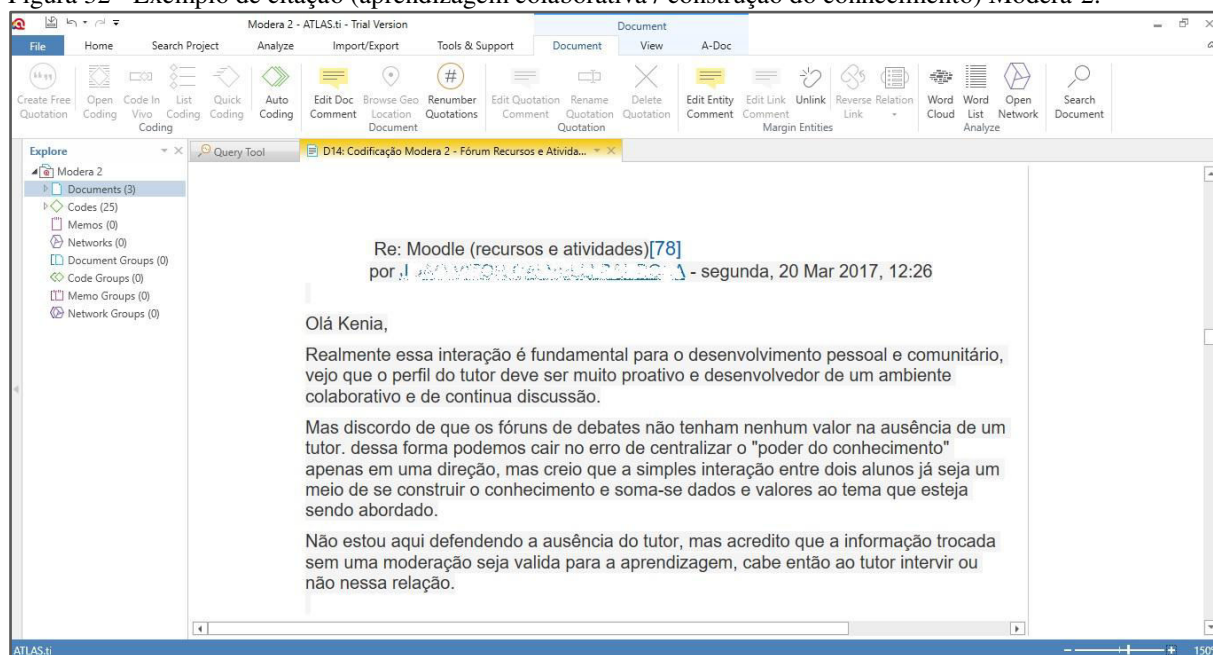 Figura 32 - Exemplo de citação (aprendizagem colaborativa / construção do conhecimento) Modera 2.
Modera 2 - ATLAS.ti - Trial Version
Document
File Home Search Project Analyze Import/Export Tools & Support Document View A-Doc
Create Free Quotation
Open Coding
Code In Vivo
List Coding
Quick Coding
Coding
Auto Coding
Edit Doc Comment
Browse Geo Location
Renumber Quotations
Document
Edit Quotation Comment
Rename Quotation
Delete Quotation
Quotation
Edit Entity Comment
Edit Link Comment
Unlink
Reverse Link
Relation
Margin Entities
Word Cloud
Word List
Open Network
Analyze
Search Document
Explore
Query Tool
D14: Codificação Modera 2 - Fórum Recursos e Ativida...
Modera 2
Documents (3)
Codes (25)
Memos (0)
Networks (0)
Document Groups (0)
Code Groups (0)
Memo Groups (0)
Network Groups (0)
Re: Moodle (recursos e atividades)[78]
por - segunda, 20 Mar 2017, 12:26
Olá Kenia,
Realmente essa interação é fundamental para o desenvolvimento pessoal e comunitário,
vejo que o perfil do tutor deve ser muito proativo e desenvolvedor de um ambiente
colaborativo e de continua discussão.
Mas discordo de que os fóruns de debates não tenham nenhum valor na ausência de um
tutor. dessa forma podemos cair no erro de centralizar o "poder do conhecimento"
apenas em uma direção, mas creio que a simples interação entre dois alunos já seja um
meio de se construir o conhecimento e soma-se dados e valores ao tema que esteja
sendo abordado.
Não estou aqui defendendo a ausência do tutor, mas acredito que a informação trocada
sem uma moderação seja valida para a aprendizagem, cabe então ao tutor intervir ou
não nessa relação.
ATLAS.ti